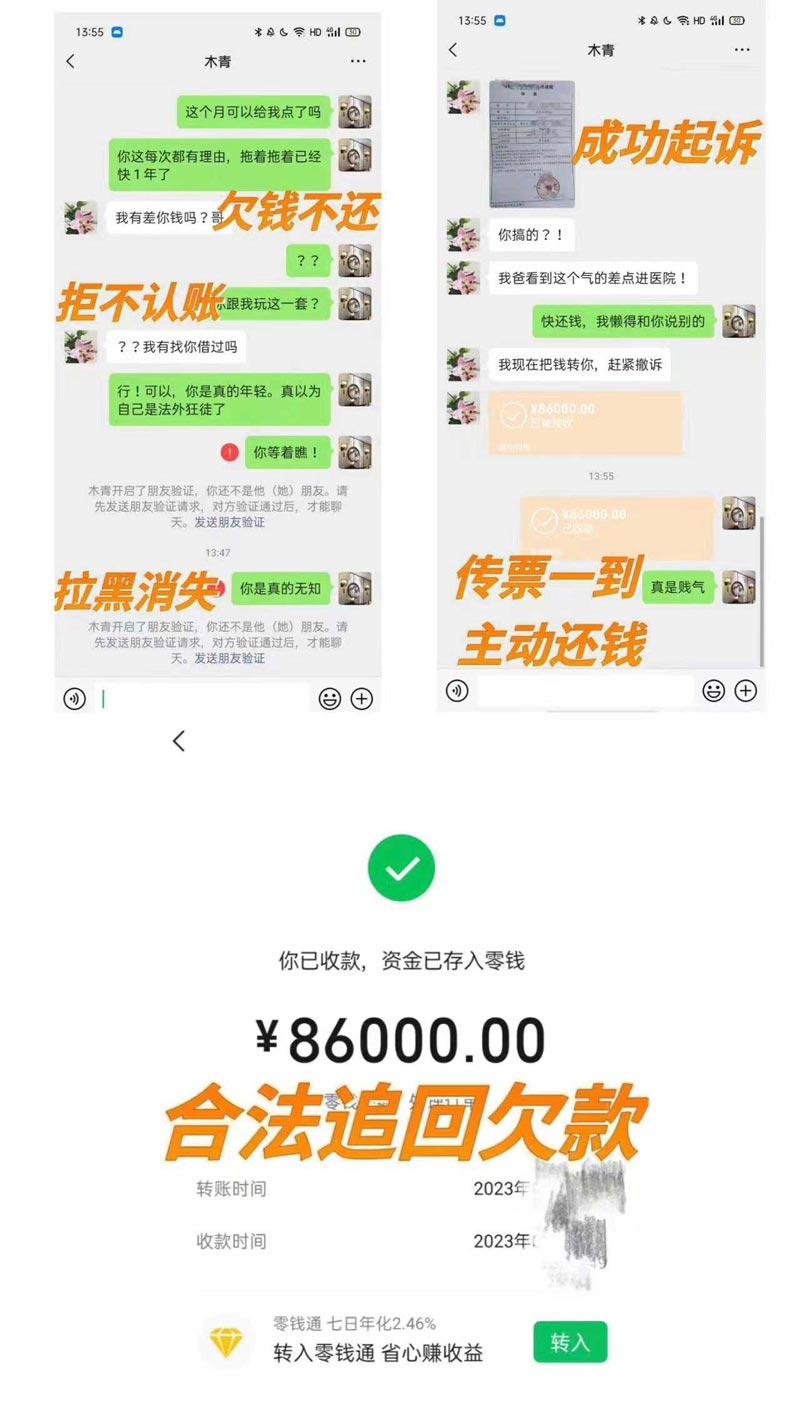 13:55
HD
30
木青
这个月可以给我点了吗
你这每次都有理由，拖着拖着已经
快1年了
我有差你钱吗？哥
欠钱不还
？？
拒不认账
跟我玩这一套？
？？我有找你借过吗
行！可以，你是真的年轻。真以为
自己是法外狂徒了
你等着瞧！
木青开启了朋友验证，你还不是他（她）朋友。请
先发送朋友验证请求，对方验证通过后，才能聊
天。发送朋友验证
13:47
拉黑消失
你是真的无知
木青开启了朋友验证，你还不是他（她）朋友。请
先发送朋友验证请求，对方验证通过后，才能聊
天。发送朋友验证
13:55
HD
30
木青
成功起诉
你搞的？！
我爸看到这个气的差点进医院！
快还钱，我懒得和你说别的
我现在把钱转你，赶紧撤诉
¥86000.00
13:55
¥86000.00
已收款
传票一到
真是贱气
主动还钱
你已收款，资金已存入零钱
¥86000.00
合法追回欠款
转账时间
2023年
收款时间
2023年
零钱通 七日年化2.46%
转入零钱通 省心赚收益
转入